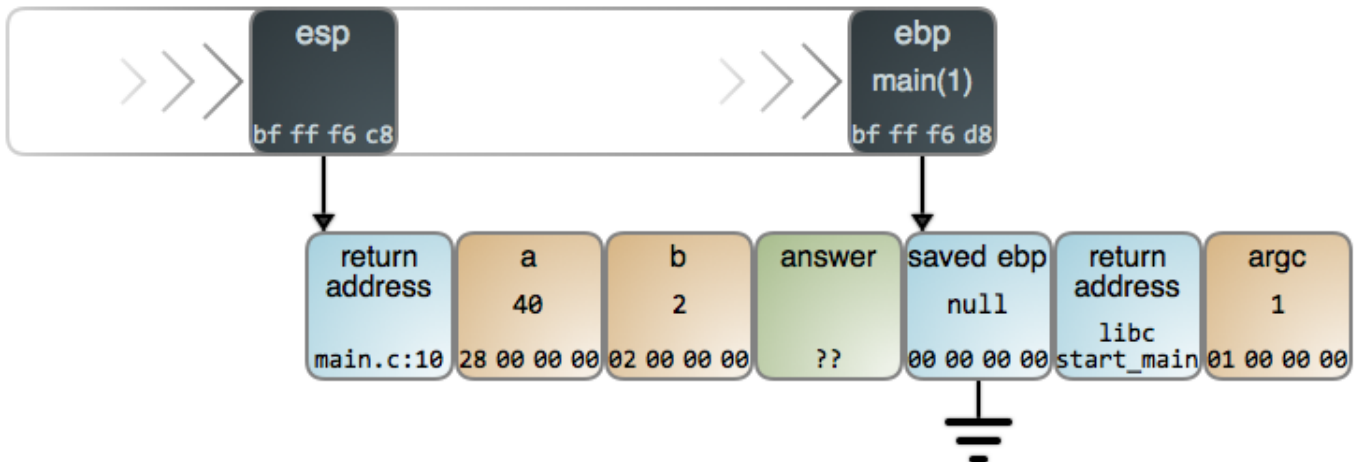 esp
bf ff f6 c8
ebp
main(1)
bf ff f6 d8
return
address
main.c:10
a
40
28 00 00 00
b
2
02 00 00 00
answer
??
saved ebp
null
00 00 00 00
return
address
libc
start_main
argc
1
01 00 00 00